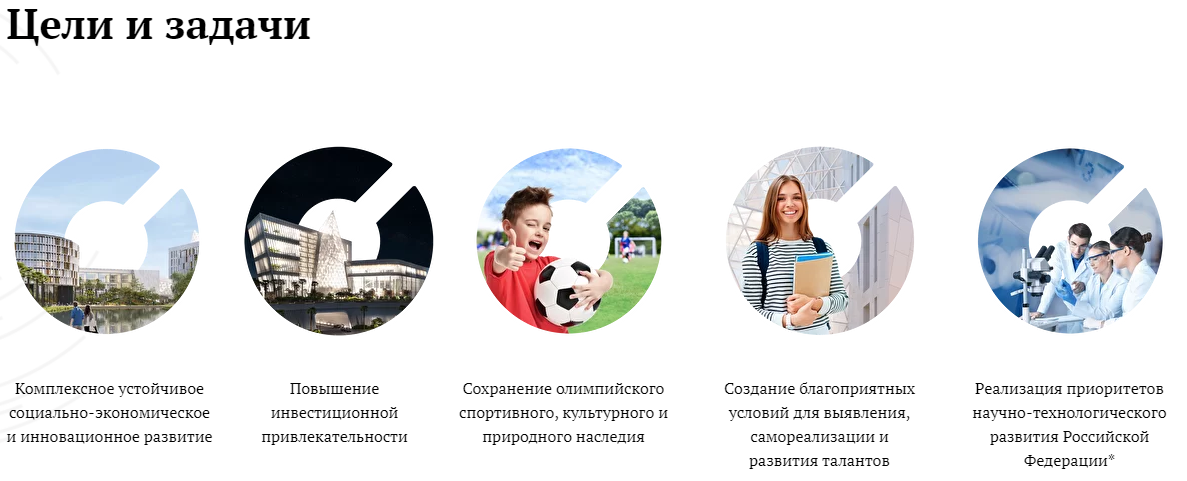 Цели и задачи
Комплексное устойчивое
социально-экономическое
и инновационное развитие
Повышение
инвестиционной
привлекательности
Сохранение олимпийского
спортивного, культурного и
природного наследия
Создание благоприятных
условий для выявления,
самореализации и
развития талантов
Реализация приоритетов
научно-технологического
развития Российской
Федерации*